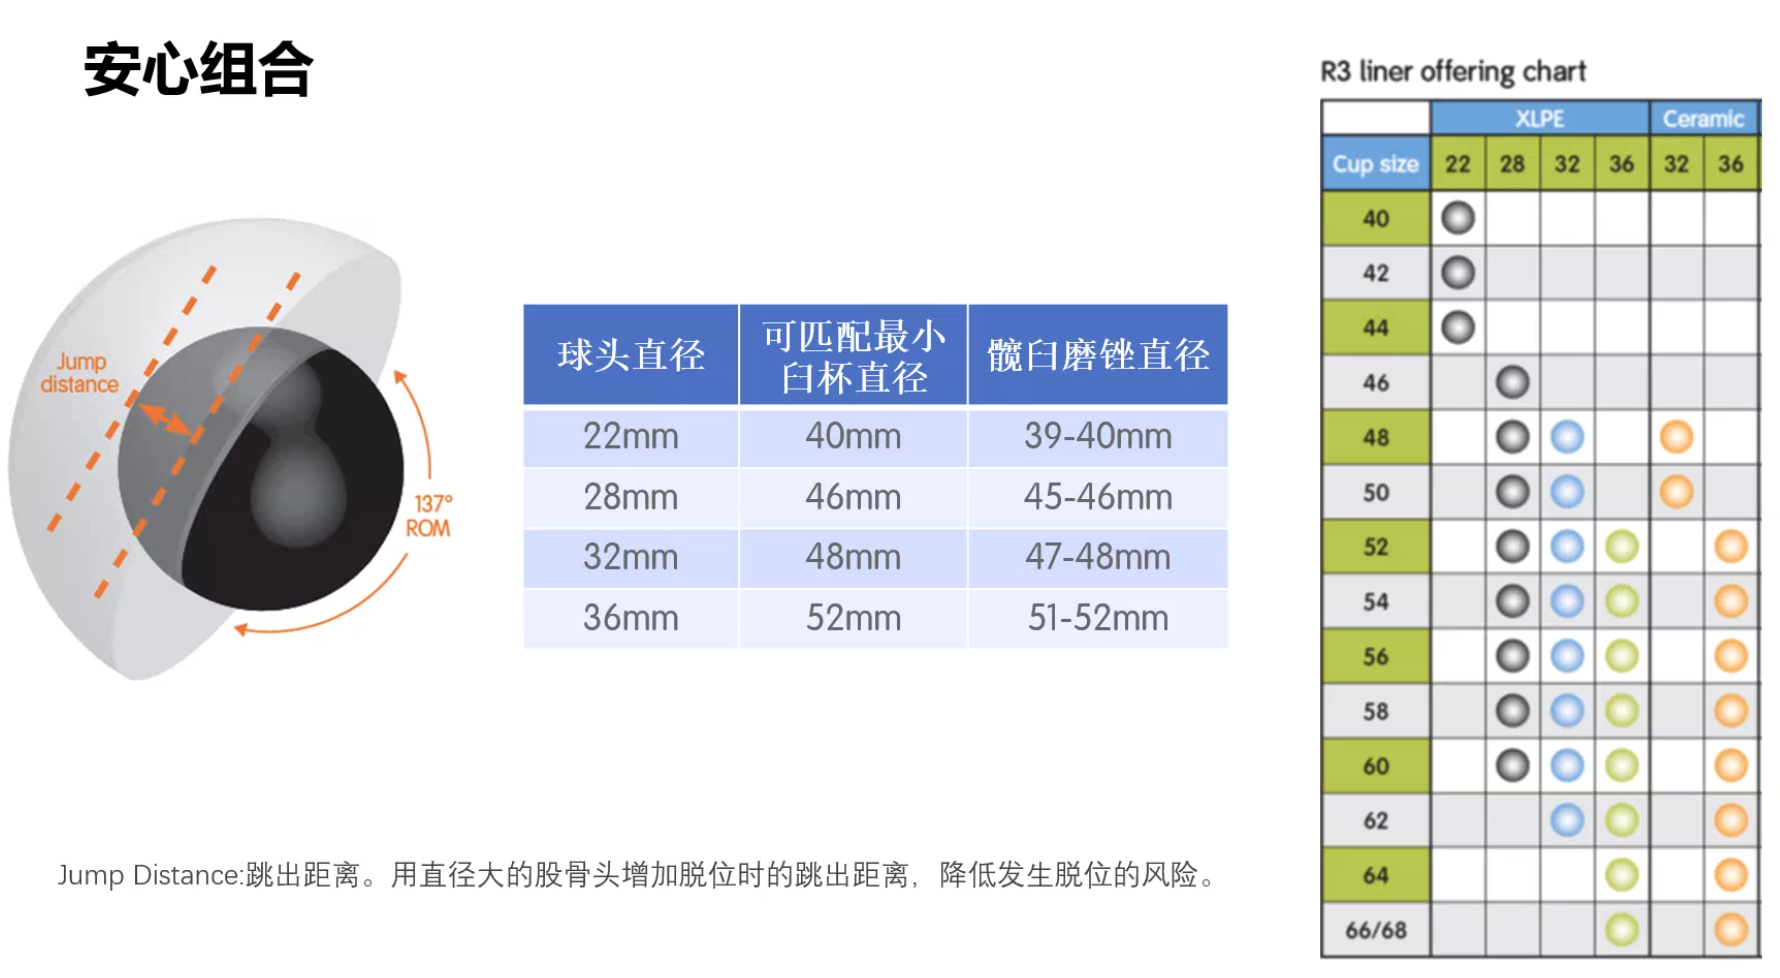 安心组合
Jump
distance
137°
ROM
球头直径 可匹配最小臼杯直径 髋臼磨锉直径
22mm 40mm 39-40mm
28mm 46mm 45-46mm
32mm 48mm 47-48mm
36mm 52mm 51-52mm
Jump Distance:跳出距离。用直径大的股骨头增加脱位时的跳出距离，降低发生脱位的风险。
R3 liner offering chart
XLPE Ceramic
Cup size 22 28 32 36 32 36
40
42
44
46
48
50
52
54
56
58
60
62
64
66/68